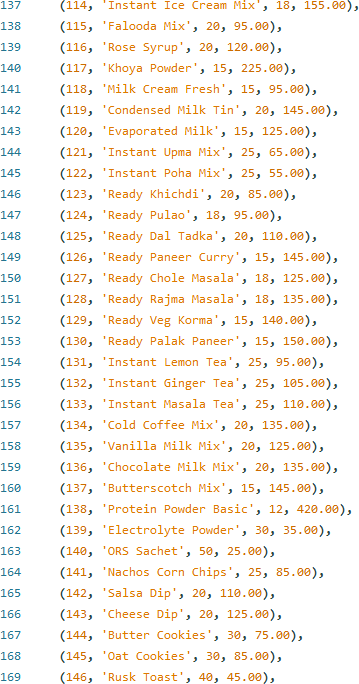 137 (114, 'Instant Ice Cream Mix', 18, 155.00),
138 (115, 'Falooda Mix', 20, 95.00),
139 (116, 'Rose Syrup', 20, 120.00),
140 (117, 'Khoya Powder', 15, 225.00),
141 (118, 'Milk Cream Fresh', 15, 95.00),
142 (119, 'Condensed Milk Tin', 20, 145.00),
143 (120, 'Evaporated Milk', 15, 125.00),
144 (121, 'Instant Upma Mix', 25, 65.00),
145 (122, 'Instant Poha Mix', 25, 55.00),
146 (123, 'Ready Khichdi', 20, 85.00),
147 (124, 'Ready Pulao', 18, 95.00),
148 (125, 'Ready Dal Tadka', 20, 110.00),
149 (126, 'Ready Paneer Curry', 15, 145.00),
150 (127, 'Ready Chole Masala', 18, 125.00),
151 (128, 'Ready Rajma Masala', 18, 135.00),
152 (129, 'Ready Veg Korma', 15, 140.00),
153 (130, 'Ready Palak Paneer', 15, 150.00),
154 (131, 'Instant Lemon Tea', 25, 95.00),
155 (132, 'Instant Ginger Tea', 25, 105.00),
156 (133, 'Instant Masala Tea', 25, 110.00),
157 (134, 'Cold Coffee Mix', 20, 135.00),
158 (135, 'Vanilla Milk Mix', 20, 125.00),
159 (136, 'Chocolate Milk Mix', 20, 135.00),
160 (137, 'Butterscotch Mix', 15, 145.00),
161 (138, 'Protein Powder Basic', 12, 420.00),
162 (139, 'Electrolyte Powder', 30, 35.00),
163 (140, 'ORS Sachet', 50, 25.00),
164 (141, 'Nachos Corn Chips', 25, 85.00),
165 (142, 'Salsa Dip', 20, 110.00),
166 (143, 'Cheese Dip', 20, 125.00),
167 (144, 'Butter Cookies', 30, 75.00),
168 (145, 'Oat Cookies', 30, 85.00),
169 (146, 'Rusk Toast', 40, 45.00),